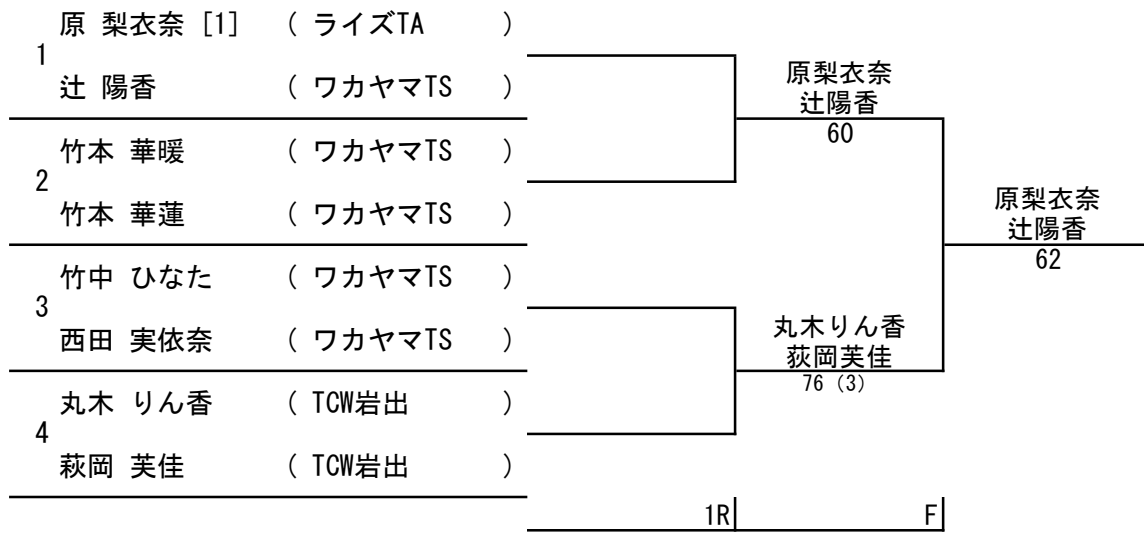 1
原 梨衣奈 [1] ( ライズTA )
辻 陽香 ( ワカヤマTS )
2
竹本 華暖 ( ワカヤマTS )
竹本 華蓮 ( ワカヤマTS )
3
竹中 ひなた ( ワカヤマTS )
西田 実依奈 ( ワカヤマTS )
4
丸木 りん香 ( TCW岩出 )
萩岡 芙佳 ( TCW岩出 )
原梨衣奈
辻陽香
60
丸木りん香
荻岡芙佳
76 (3)
原梨衣奈
辻陽香
62
1R
F